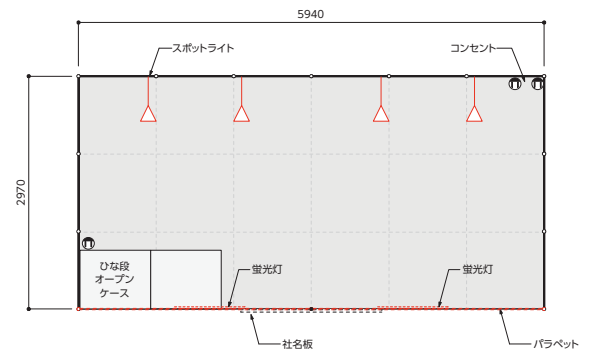 5940
スポットライト
コンセント
2970
ひな段
オープン
ケース
蛍光灯
蛍光灯
社名板
パラペット